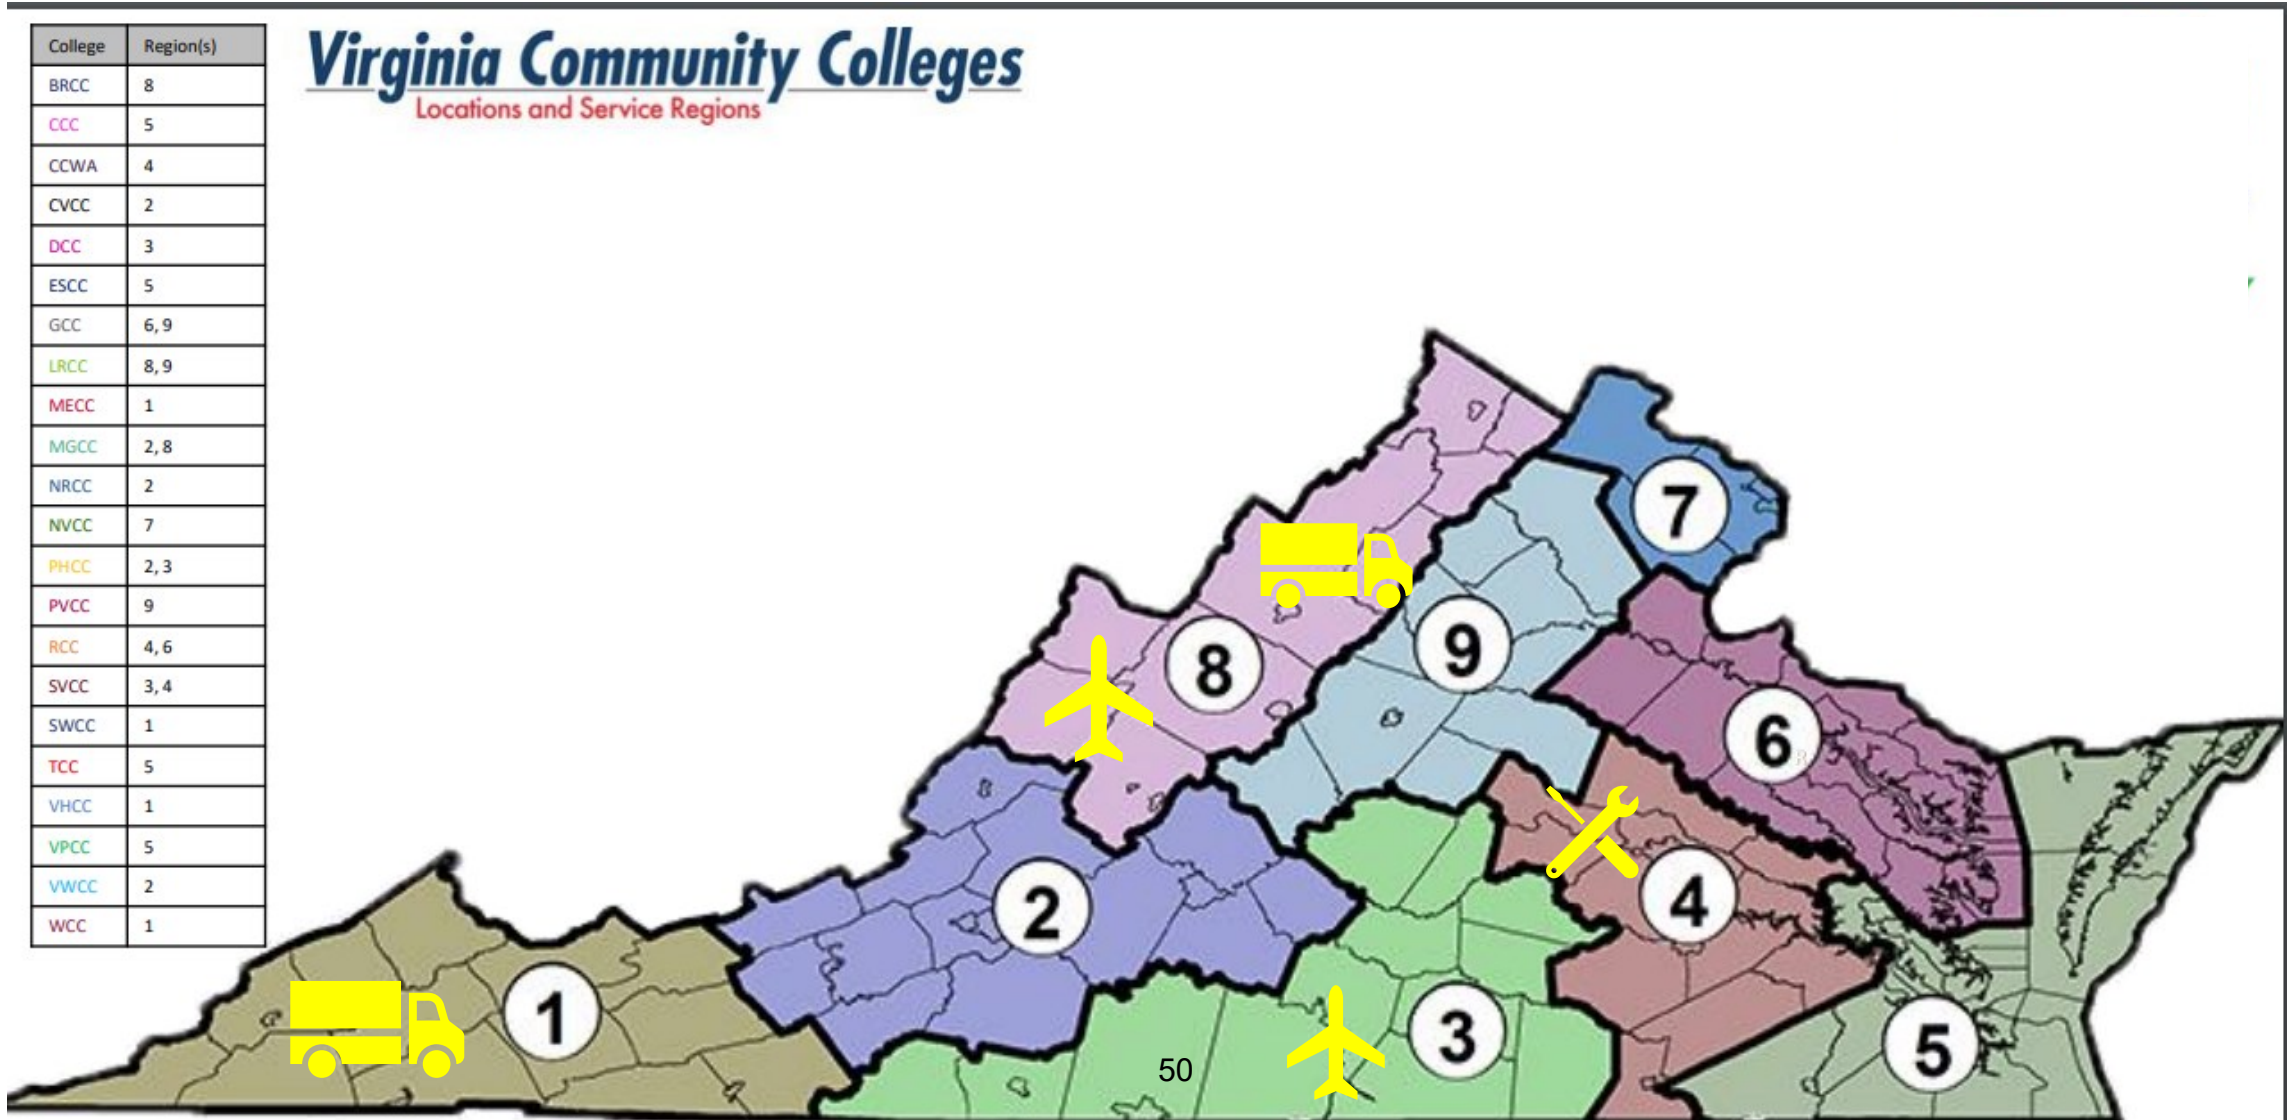 College Region(s)
BRCC 8
CCC 5
CCWA 4
CVCC 2
DCC 3
ESCC 5
GCC 6, 9
LRCC 8, 9
MECC 1
MGCC 2, 8
NRCC 2
NVCC 7
PHCC 2, 3
PVCC 9
RCC 4, 6
SVCC 3, 4
SWCC 1
TCC 5
VHCC 1
VPCC 5
VWCC 2
WCC 1
Virginia Community Colleges
Locations and Service Regions
7
9
8
6
4
2
1
3
5
50